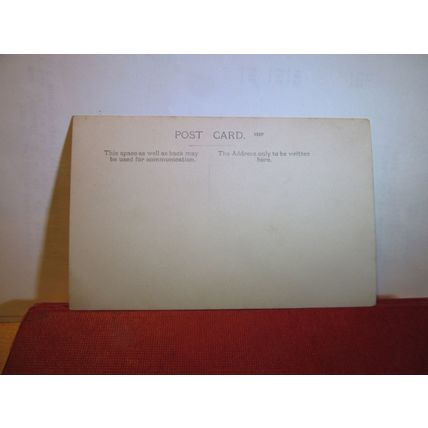 POST CARD.
This space as well as back may
be used for communication.
The Address only to be written
here.